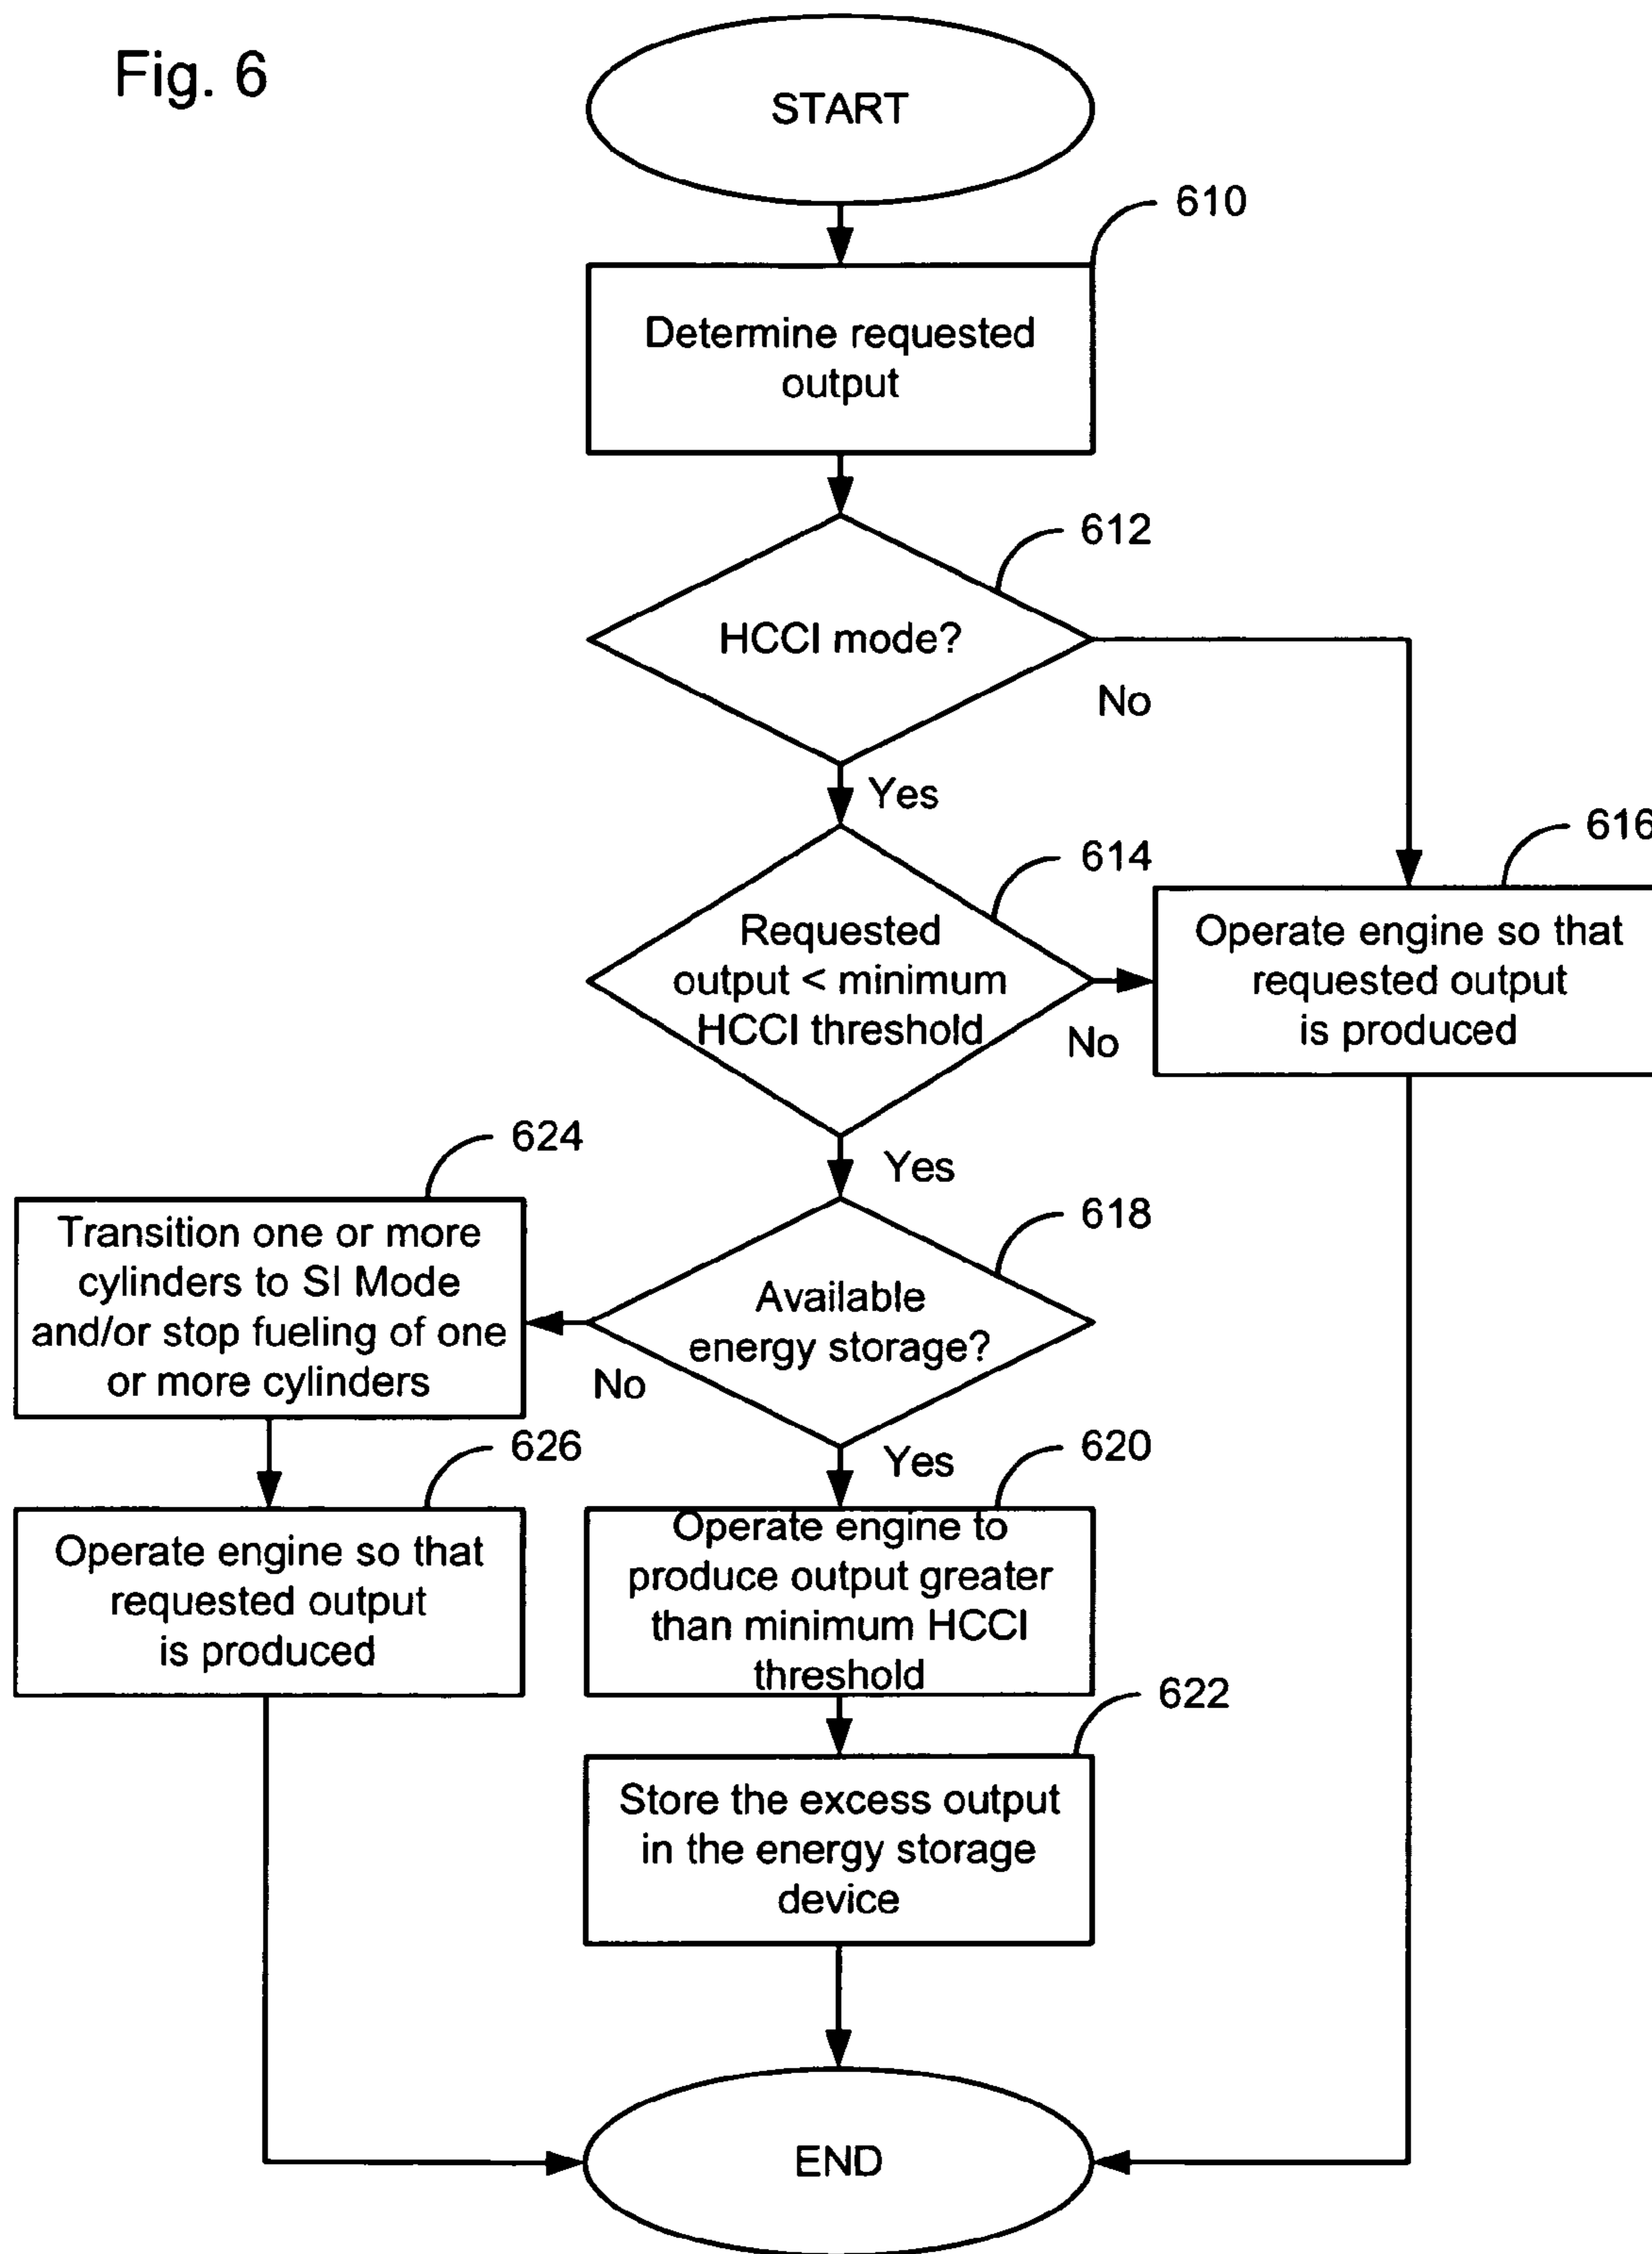 Fig. 6
START
610
Determine requested
output
612
HCCI mode?
No
Yes
614
616
Requested
output < minimum
HCCI threshold
No
Operate engine so that
requested output
is produced
Yes
624
618
Transition one or more
cylinders to SI Mode
and/or stop fueling of one
or more cylinders
Available
energy storage?
No
Yes
626
620
Operate engine so that
requested output
is produced
Operate engine to
produce output greater
than minimum HCCI
threshold
622
Store the excess output
in the energy storage
device
END